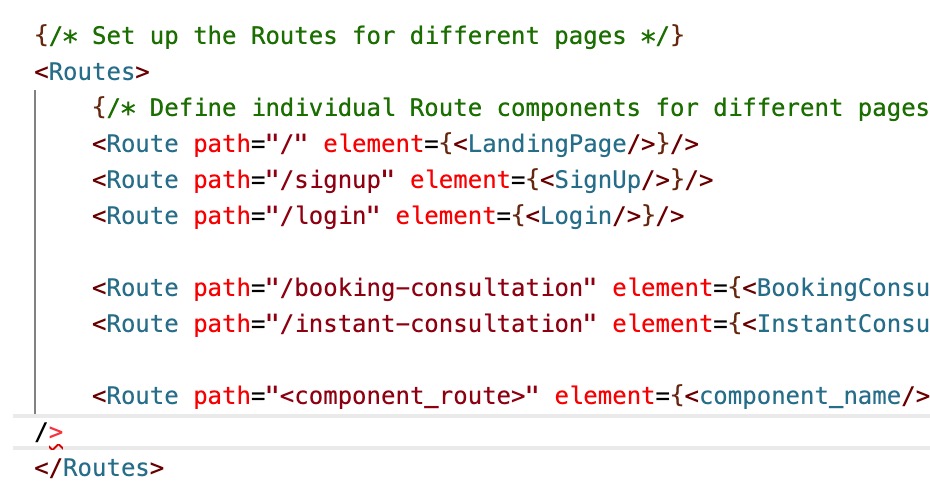 {/* Set up the Routes for different pages */}
<Routes>
{/* Define individual Route components for different pages
<Route path="/" element={<LandingPage/>}/>
<Route path="/signup" element={<SignUp/>}/>
<Route path="/login" element={<Login/>}/>
<Route path="/booking-consultation" element={<BookingConsu
<Route path="/instant-consultation" element={<InstantConsu
<Route path="<component_route>" element={<component_name/>
/>
</Routes>